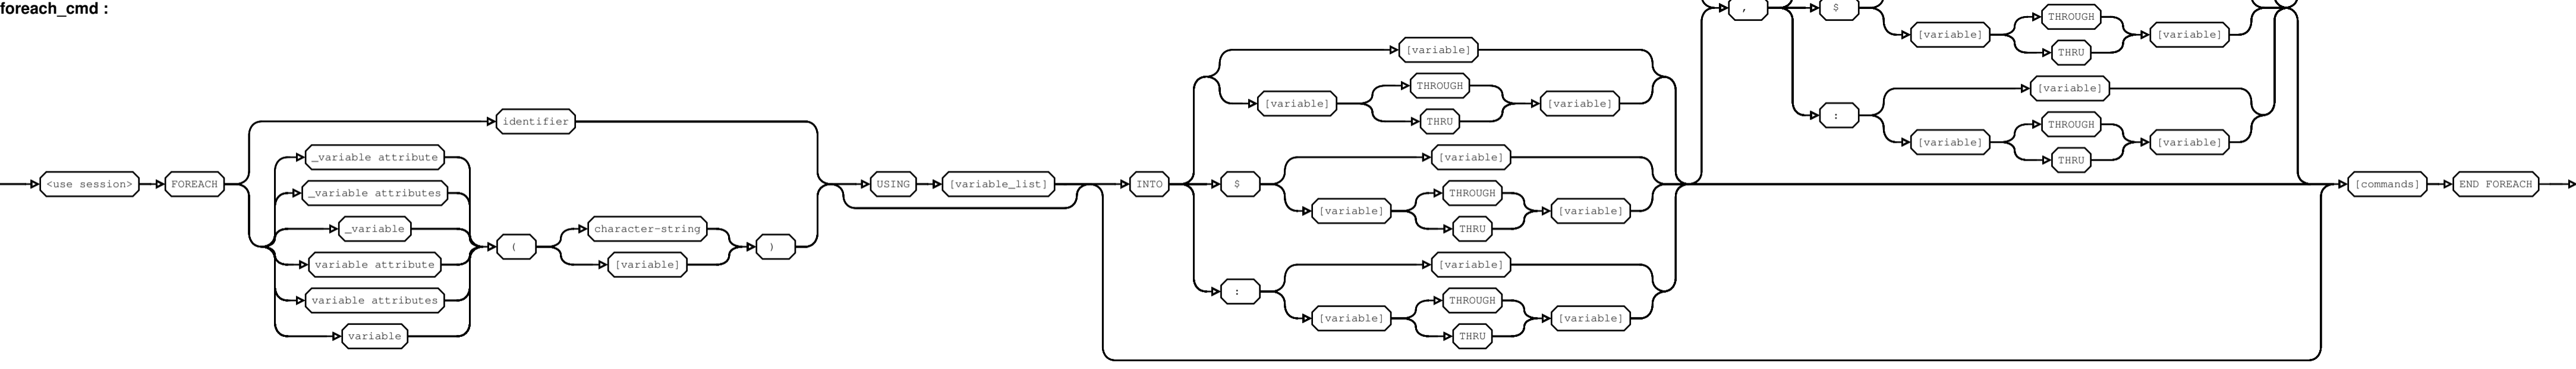 foreach_cmd :
, $ [variable] THROUGH THRU [variable]
[variable]
[variable] THROUGH THRU [variable]
: [variable]
[variable] THROUGH THRU [variable]
identifier
<use session> FOREACH
_variable attribute
_variable attributes
_variable
variable attribute
variable attributes
variable
( character-string
[variable] )
USING [variable_list] INTO
$ [variable]
[variable] THROUGH THRU [variable]
: [variable]
[variable] THROUGH THRU [variable]
[commands] END FOREACH